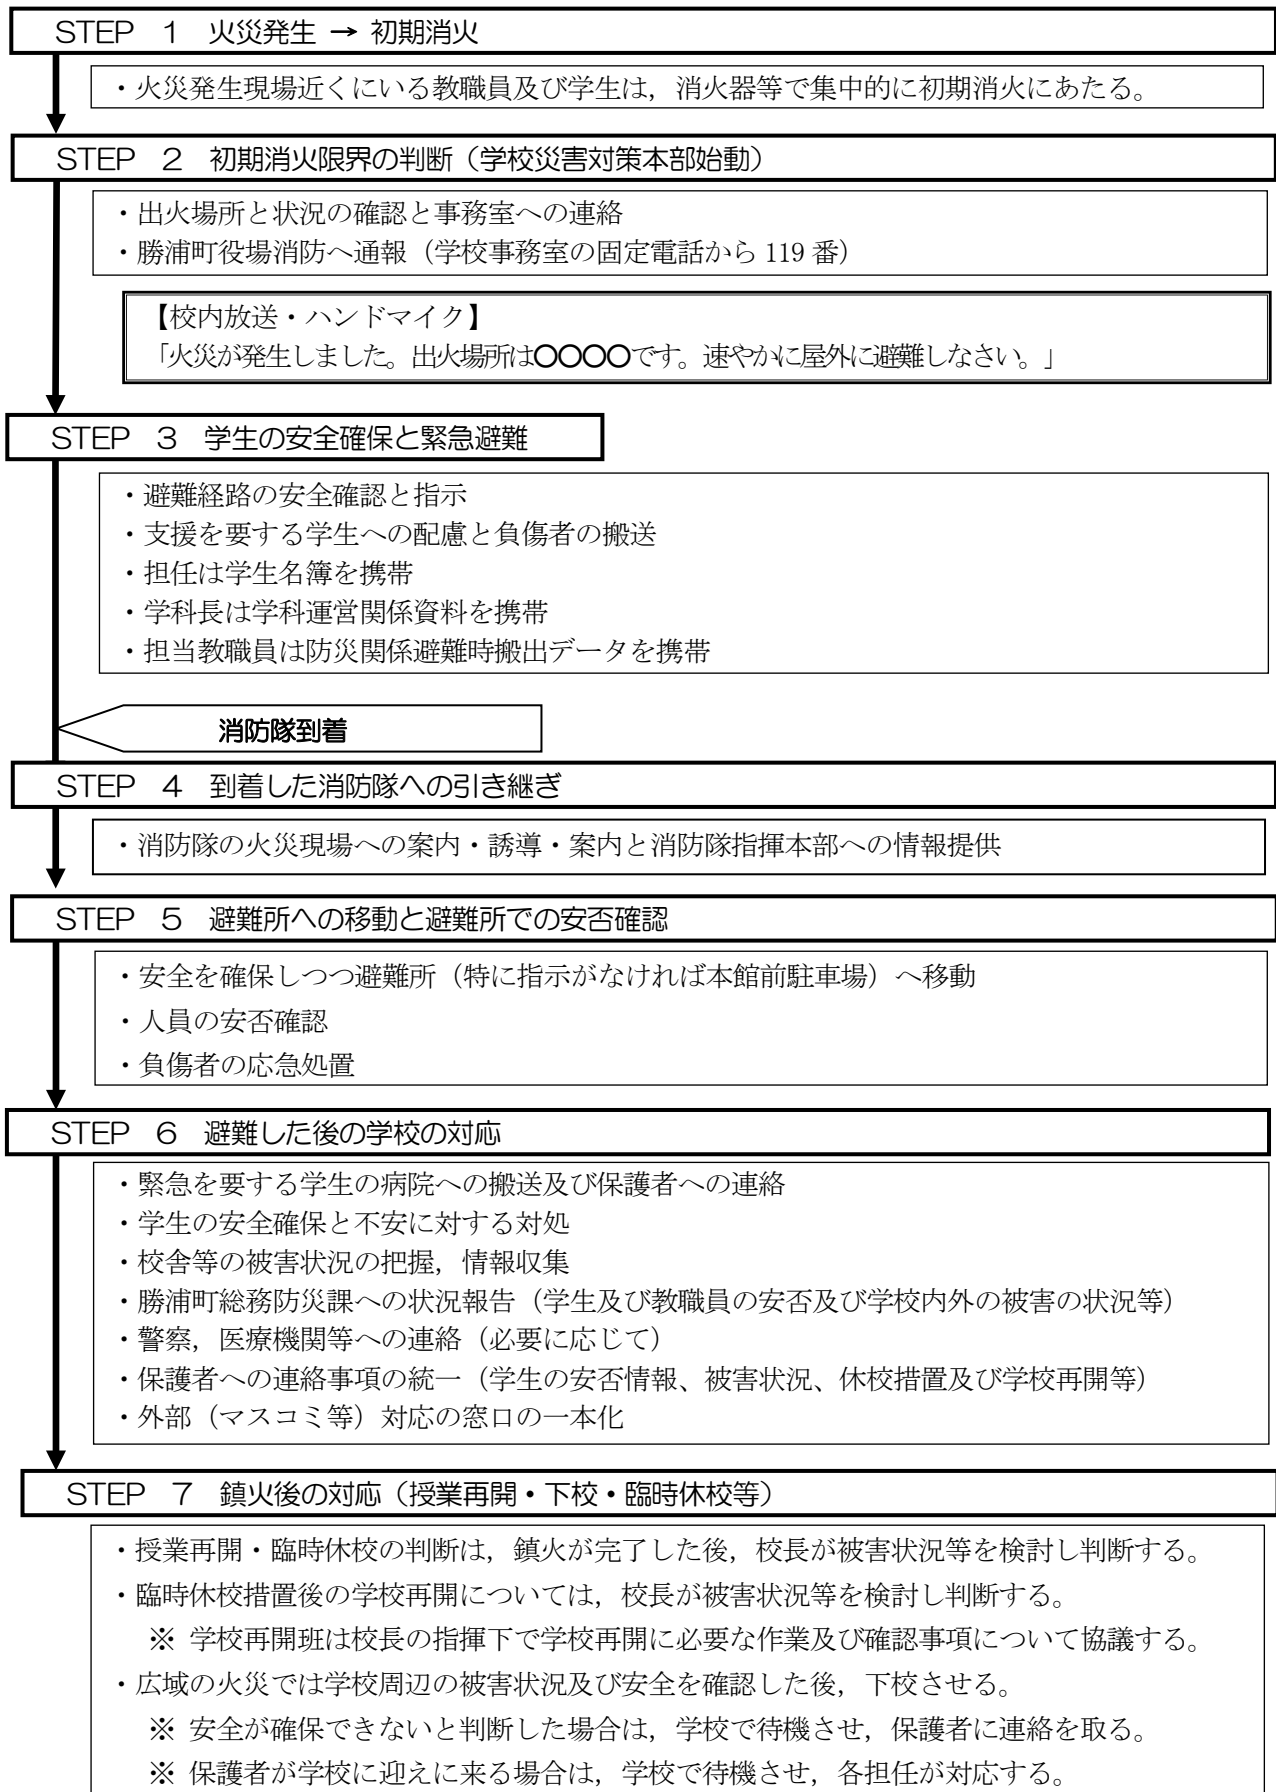 STEP 1 火災発生 → 初期消火
・火災発生現場近くにいる教職員及び学生は，消火器等で集中的に初期消火にあたる。
STEP 2 初期消火限界の判断（学校災害対策本部始動）
・出火場所と状況の確認と事務室への連絡
・勝浦町役場消防へ通報（学校事務室の固定電話から 119 番）
【校内放送・ハンドマイク】
「火災が発生しました。出火場所は〇〇〇〇です。速やかに屋外に避難しなさい。」
STEP 3 学生の安全確保と緊急避難
・避難経路の安全確認と指示
・支援を要する学生への配慮と負傷者の搬送
・担任は学生名簿を携帯
・学科長は学科運営関係資料を携帯
・担当教職員は防災関係避難時搬出データを携帯
消防隊到着
STEP 4 到着した消防隊への引き継ぎ
・消防隊の火災現場への案内・誘導・案内と消防隊指揮本部への情報提供
STEP 5 避難所への移動と避難所での安否確認
・安全を確保しつつ避難所（特に指示がなければ本館前駐車場）へ移動
・人員の安否確認
・負傷者の応急処置
STEP 6 避難した後の学校の対応
・緊急を要する学生の病院への搬送及び保護者への連絡
・学生の安全確保と不安に対する対処
・校舎等の被害状況の把握，情報収集
・勝浦町総務防災課への状況報告（学生及び教職員の安否及び学校内外の被害の状況等）
・警察，医療機関等への連絡（必要に応じて）
・保護者への連絡事項の統一（学生の安否情報、被害状況、休校措置及び学校再開等）
・外部（マスコミ等）対応の窓口の一本化
STEP 7 鎮火後の対応（授業再開・下校・臨時休校等）
・授業再開・臨時休校の判断は，鎮火が完了した後，校長が被害状況等を検討し判断する。
・臨時休校措置後の学校再開については，校長が被害状況等を検討し判断する。
※ 学校再開班は校長の指揮下で学校再開に必要な作業及び確認事項について協議する。
・広域の火災では学校周辺の被害状況及び安全を確認した後，下校させる。
※ 安全が確保できないと判断した場合は，学校で待機させ，保護者に連絡を取る。
※ 保護者が学校に迎えに来る場合は，学校で待機させ，各担任が対応する。